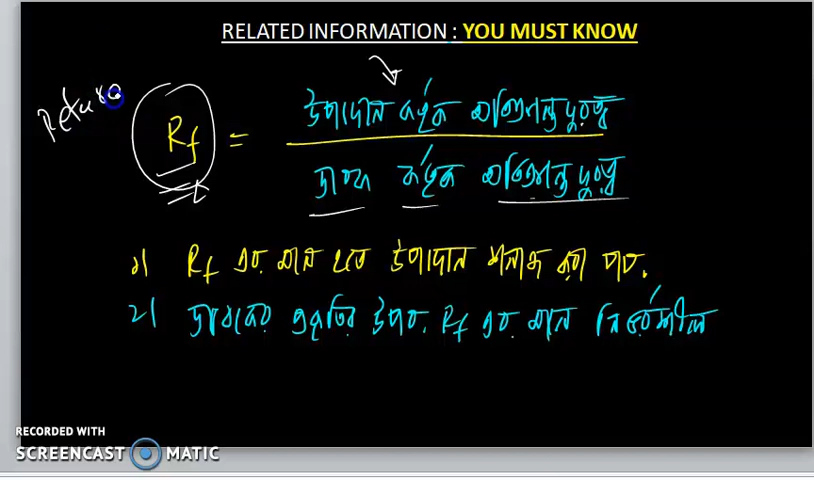 RELATED INFORMATION : YOU MUST KNOW
Rf = উপাদান কর্তৃক অতিক্রান্ত দূরত্ব
দ্রাবক কর্তৃক অতিক্রান্ত দূরত্ব
১। Rf এর মান হতে উপাদান শনাক্ত করা যায়.
২। দ্রাবকের প্রকৃতির উপর Rf এর মান নির্ভরশীল
RECORDED WITH
SCREENCAST MATIC